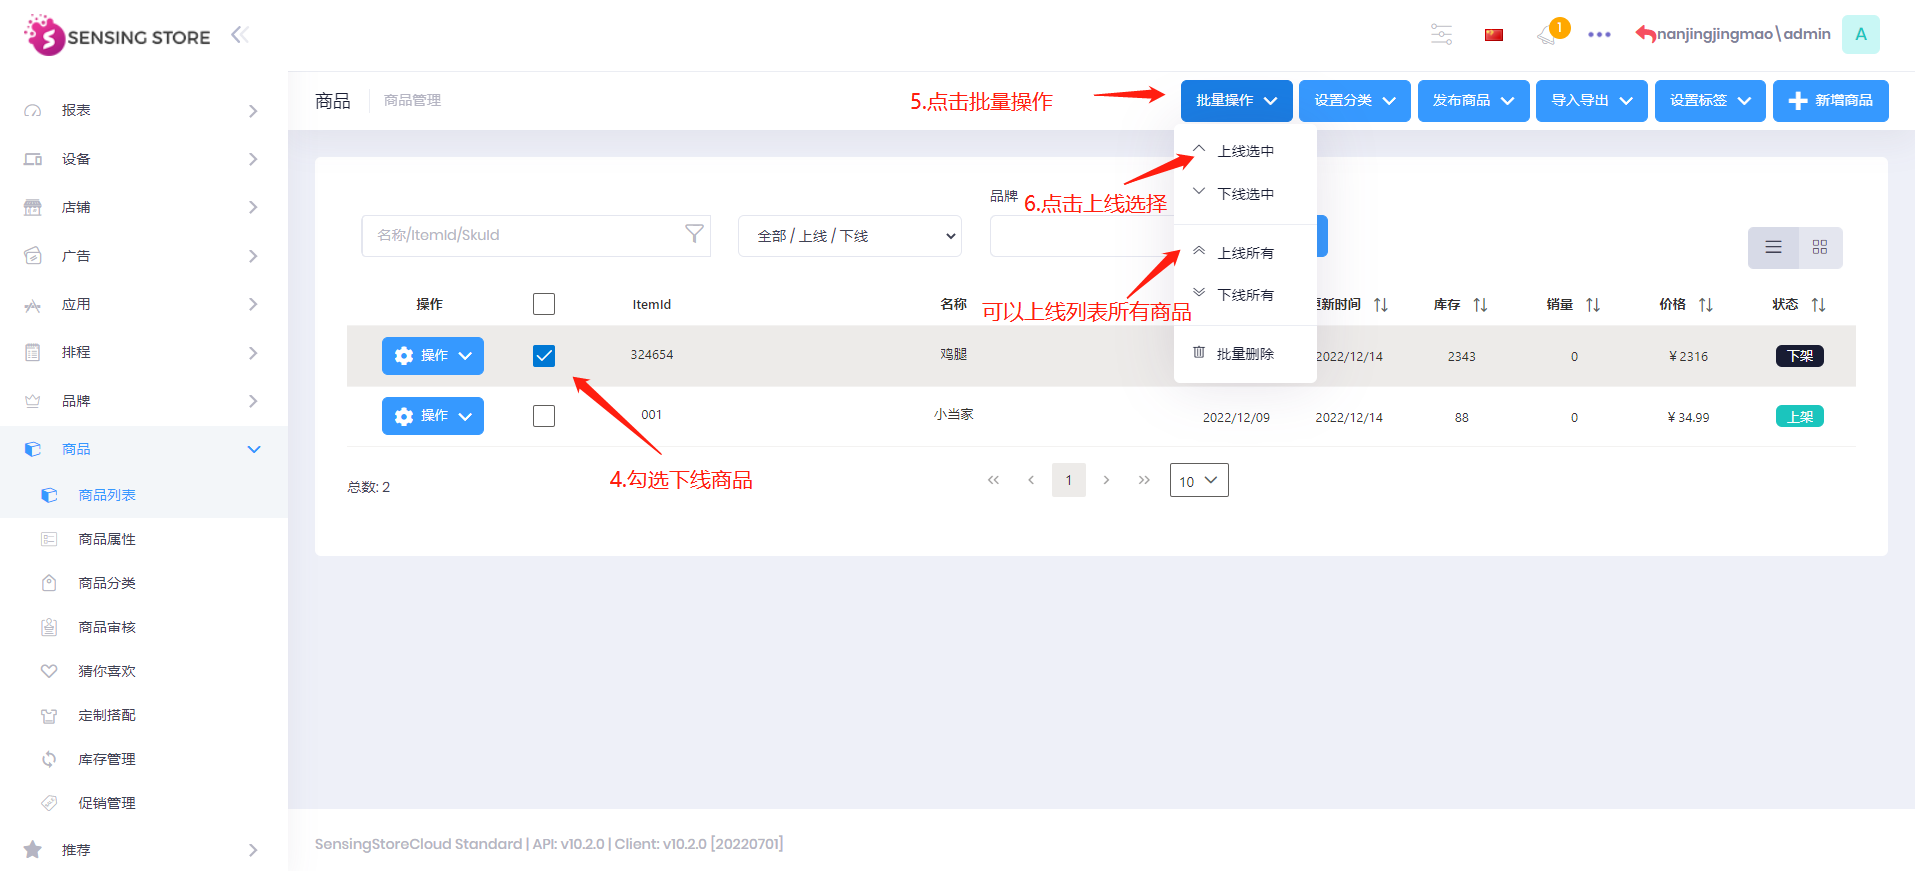 SENSING STORE
1
nanjingjingmao\admin
A
报表
设备
店铺
广告
应用
排程
品牌
商品
商品列表
商品属性
商品分类
商品审核
猜你喜欢
定制搭配
库存管理
促销管理
推荐
商品
商品管理
5.点击批量操作
批量操作
设置分类
发布商品
导入导出
设置标签
新增商品
上线选中
下线选中
上线所有
下线所有
批量删除
品牌
6.点击上线选择
名称/ItemId/SkuId
全部 / 上线 / 下线
可以上线列表所有商品
操作 ItemId 名称 更新时间 库存 销量 价格 状态
操作 324654 鸡腿 2022/12/14 2343 0 ¥2316 下架
操作 001 小当家 2022/12/09 2022/12/14 88 0 ¥34.99 上架
4.勾选下线商品
总数: 2
1
10
SensingStoreCloud Standard | API: v10.2.0 | Client: v10.2.0 [20220701]